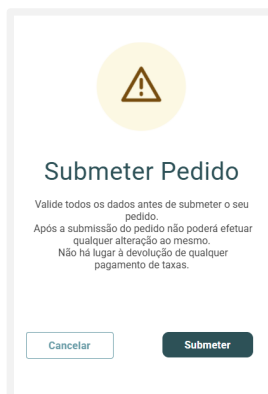 Submeter Pedido
Valide todos os dados antes de submeter o seu
pedido.
Após a submissão do pedido não poderá efetuar
qualquer alteração ao mesmo.
Não há lugar à devolução de qualquer
pagamento de taxas.
Cancelar
Submeter